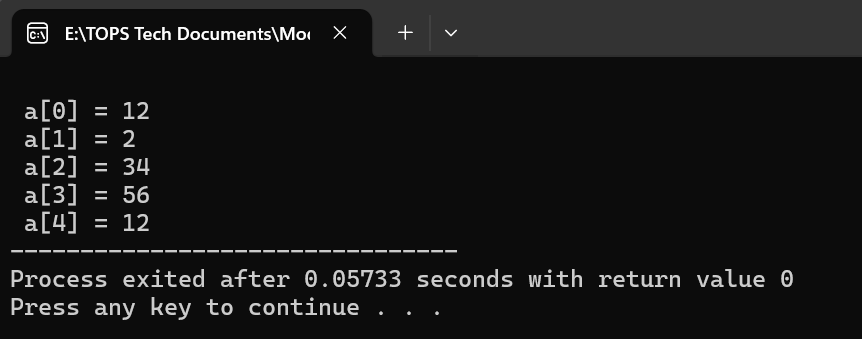 E:\TOPS Tech Documents\Mo
a[0] = 12
a[1] = 2
a[2] = 34
a[3] = 56
a[4] = 12
--------------------------------
Process exited after 0.05733 seconds with return value 0
Press any key to continue . . .